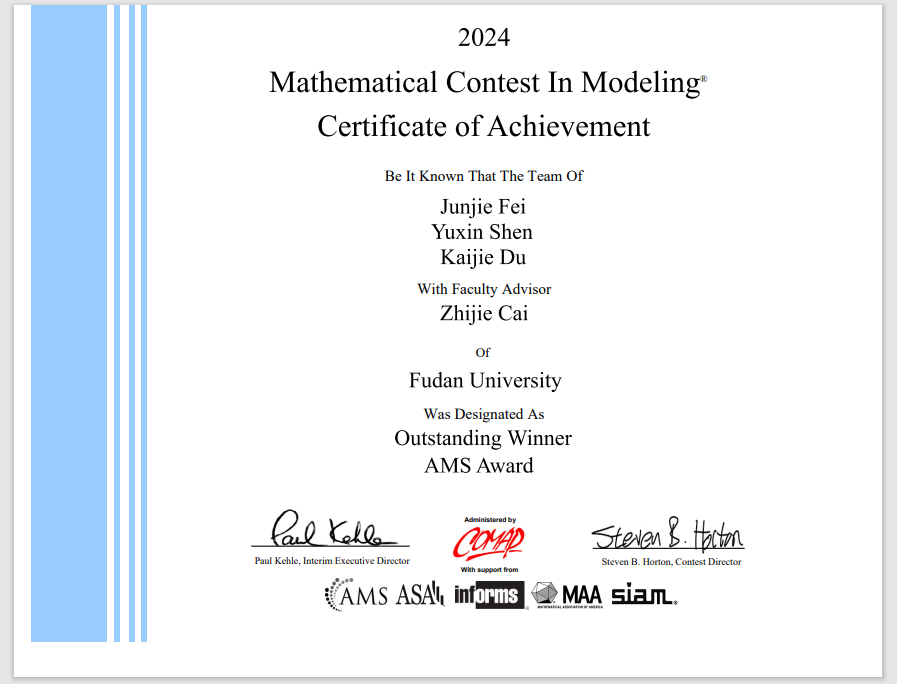 2024
Mathematical Contest In Modeling®
Certificate of Achievement
Be It Known That The Team Of
Junjie Fei
Yuxin Shen
Kaijie Du
With Faculty Advisor
Zhijie Cai
Of
Fudan University
Was Designated As
Outstanding Winner
AMS Award
Paul Kehle
Paul Kehle, Interim Executive Director
Administered by
COMAP
With support from
Steven B. Horton
Steven B. Horton, Contest Director
AMS ASA informs MAA siam
MATHEMATICAL ASSOCIATION OF AMERICA